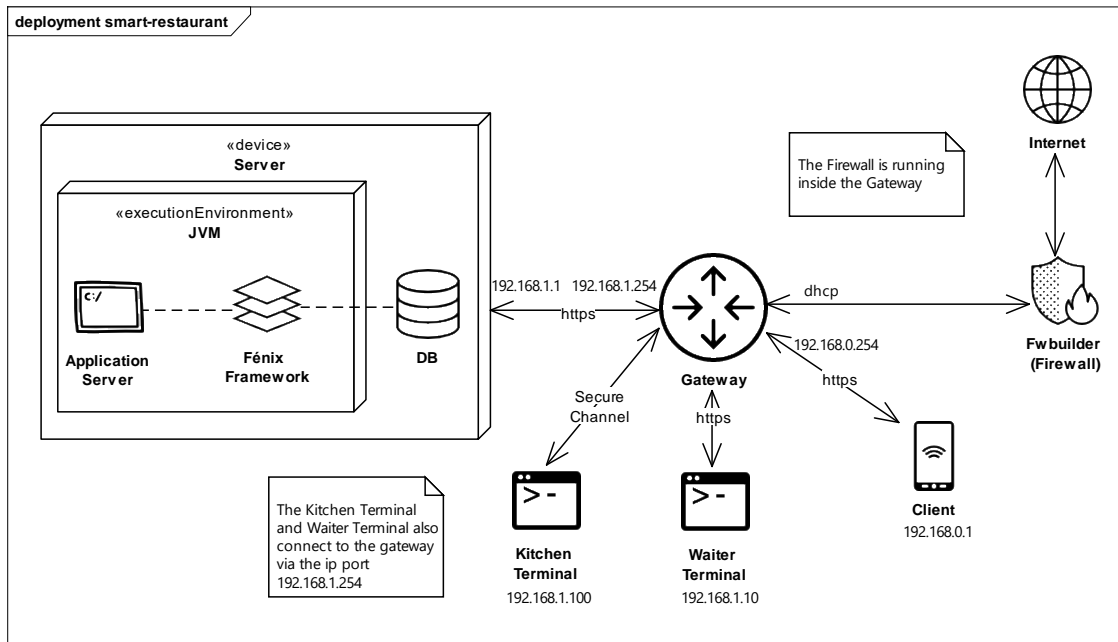 deployment smart-restaurant
«device»
Server
«executionEnvironment»
JVM
C:/
Application
Server
Fénix
Framework
DB
192.168.1.1
192.168.1.254
https
Gateway
The Firewall is running
inside the Gateway
Internet
dhcp
Fwbuilder
(Firewall)
192.168.0.254
https
Client
192.168.0.1
Secure
Channel
https
>-
Kitchen
Terminal
192.168.1.100
>-
Waiter
Terminal
192.168.1.10
The Kitchen Terminal
and Waiter Terminal also
connect to the gateway
via the ip port
192.168.1.254